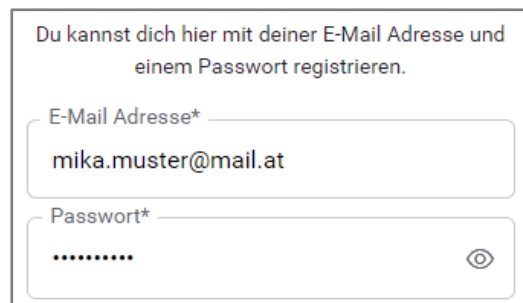 Du kannst dich hier mit deiner E-Mail Adresse und
einem Passwort registrieren.
E-Mail Adresse*
mika.muster@mail.at
Passwort*
••••••••••